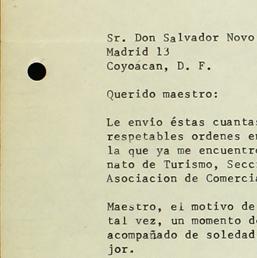 Sr. Don Salvador Novo
Madrid 13
Coyoacan, D. F.
Querido maestro:
Le envio éstas cuanta
respetables ordenes e
la que ya me encuentr
nato de Turismo, Secc
Asociacion de Comerci
Maestro, el motivo de
tal vez, un momento d
acompañado de soledad
jor.